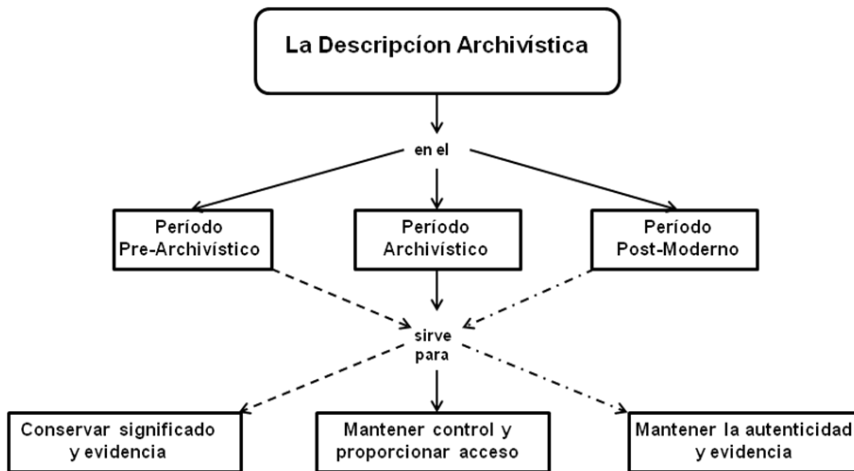 La Descripcíon Archivística
en el
Período
Pre-Archivístico
Período
Archivístico
Período
Post-Moderno
sirve
para
Conservar significado
y evidencia
Mantener control y
proporcionar acceso
Mantener la autenticidad
y evidencia